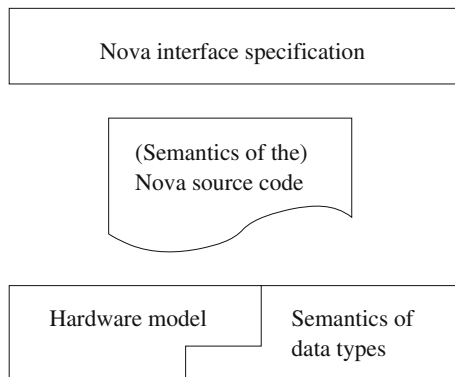 Nova interface specification
(Semantics of the)
Nova source code
Hardware model
Semantics of
data types